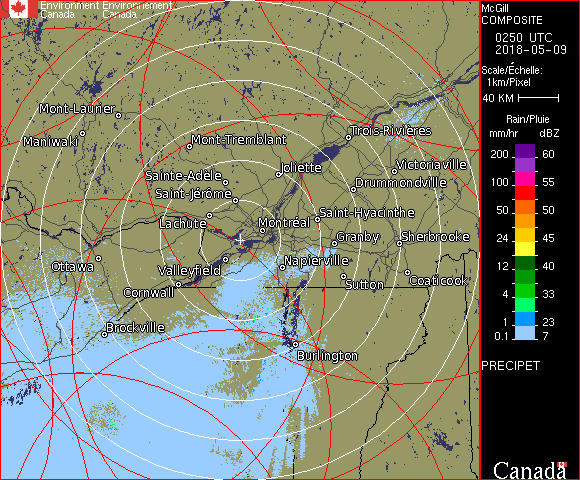 Environment Environnement
Canada Canada
McGill
COMPOSITE
0250 UTC
2018-05-09
Scale/Échelle:
1km/Pixel
40 KM
Rain/Pluie
mm/hr dBZ
200 60
100 55
50 50
24 45
12 40
4 33
1 23
0.1 7
PRECIPET
Canada
Mont-Laurier
Maniwaki
Mont-Tremblant
Trois-Rivières
Joliette
Victoriaville
Sainte-Adèle
Drummondville
Saint-Jérôme
Saint-Hyacinthe
Lachute
Montréal
Granby
Sherbrooke
Ottawa
Valleyfield
Napierville
Sutton
Coaticook
Cornwall
Brockville
Burlington